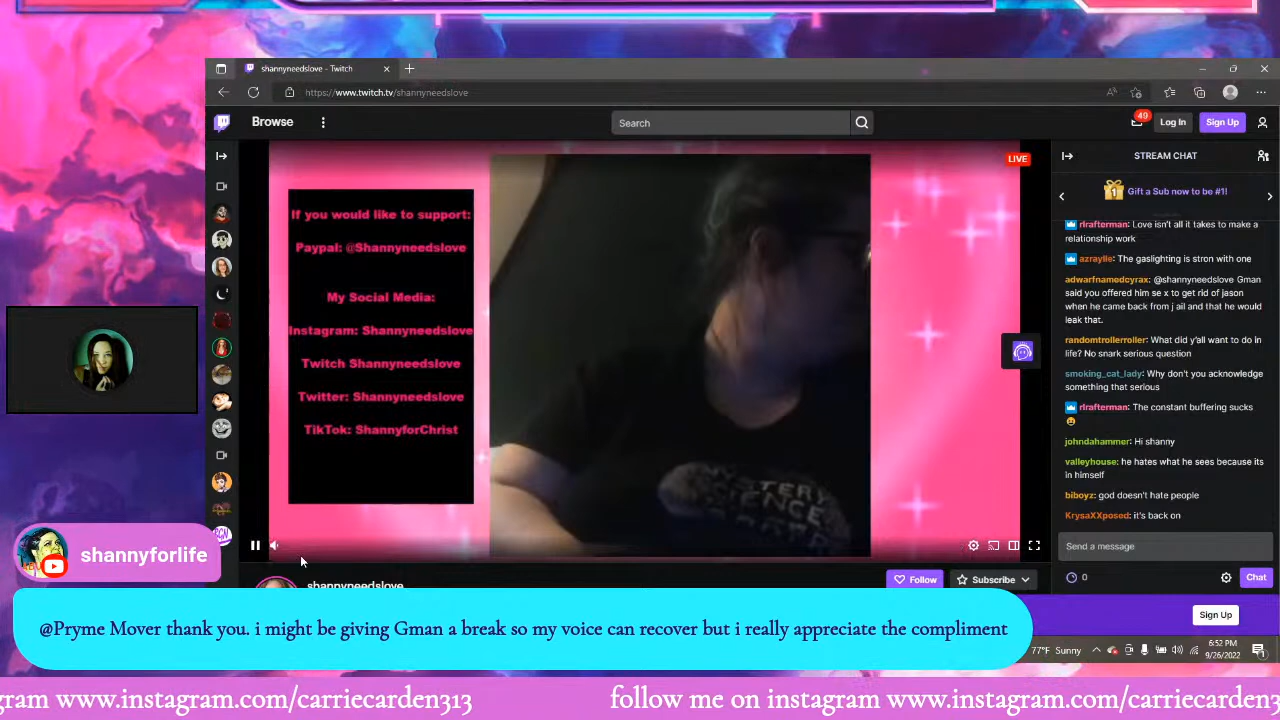 shannyneedslove - Twitch
https://www.twitch.tv/shannyneedslove
Browse
Search
49
Log In
Sign Up
LIVE
If you would like to support:
Paypal: @Shannyneedslove
My Social Media:
Instagram: Shannyneedslove
Twitch Shannyneedslove
Twitter: Shannyneedslove
TikTok: ShannyforChrist
MYSTERY
SCIENCE
STREAM CHAT
1
Gift a Sub now to be #1!
rlrafterman: Love isn't all it takes to make a
relationship work
azraylie: The gaslighting is stron with one
adwarfnamedcyrax: @shannyneedslove Gman
said you offered him se x to get rid of jason
when he came back from j ail and that he would
leak that.
randomtrollerroller: What did y'all want to do in
life? No snark serious question
smoking_cat_lady: Why don't you acknowledge
something that serious
rlrafterman: The constant buffering sucks
johndahammer: Hi shanny
valleyhouse: he hates what he sees because its
in himself
biboyz: god doesn't hate people
KrysaXXposed: it's back on
Send a message
0
Chat
shannyneedslove
Follow
Subscribe
Sign Up
shannyforlife
@Pryme Mover thank you. i might be giving Gman a break so my voice can recover but i really appreciate the compliment
77°F Sunny
6:52 PM
9/26/2022
gram www.instagram.com/carriecarden313
follow me on instagram www.instagram.com/carriecarden3